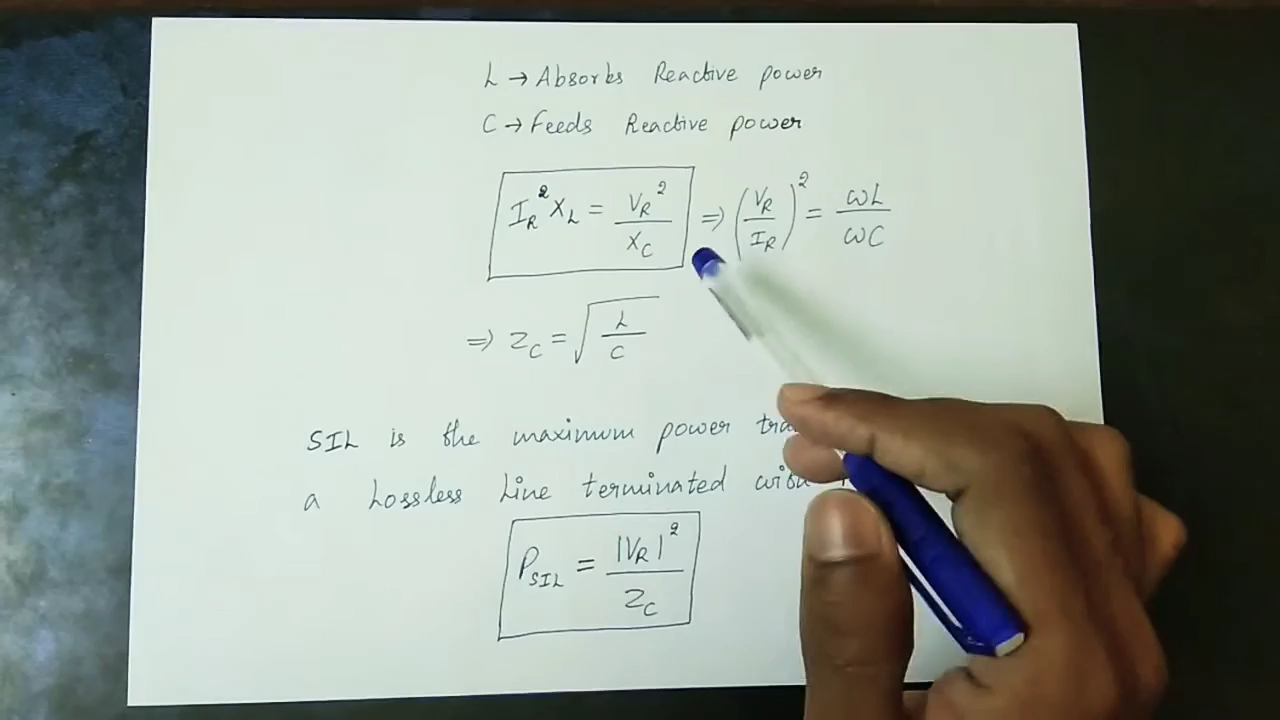 L → Absorbs Reactive power
C → Feeds Reactive power
I_R² X_L = V_R² / X_C ⇒ (V_R / I_R)² = ωL / ωC
⇒ Z_C = √(L / C)
SIL is the maximum power
a Lossless Line terminated with
P_SIL = |V_R|² / Z_C